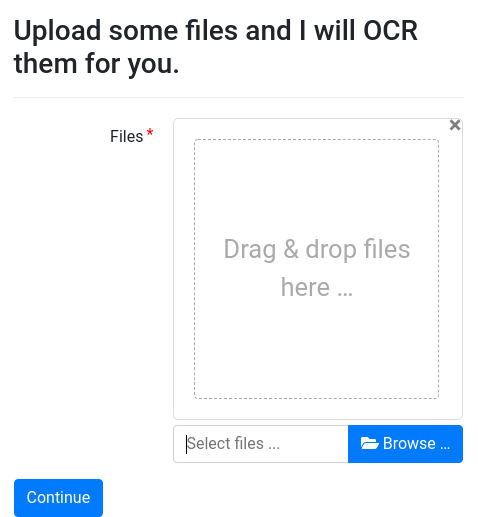 Upload some files and I will OCR
them for you.
Files *
×
Drag & drop files
here ...
Select files ...
Browse ...
Continue